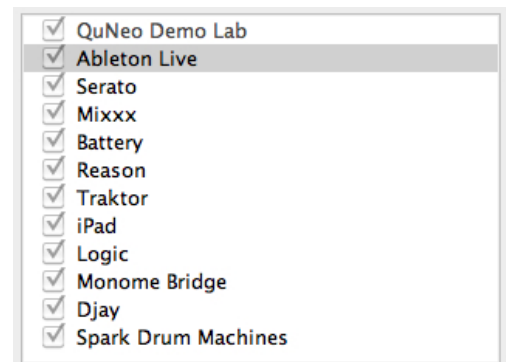 QuNeo Demo Lab
Ableton Live
Serato
Mixxx
Battery
Reason
Traktor
iPad
Logic
Monome Bridge
Djay
Spark Drum Machines